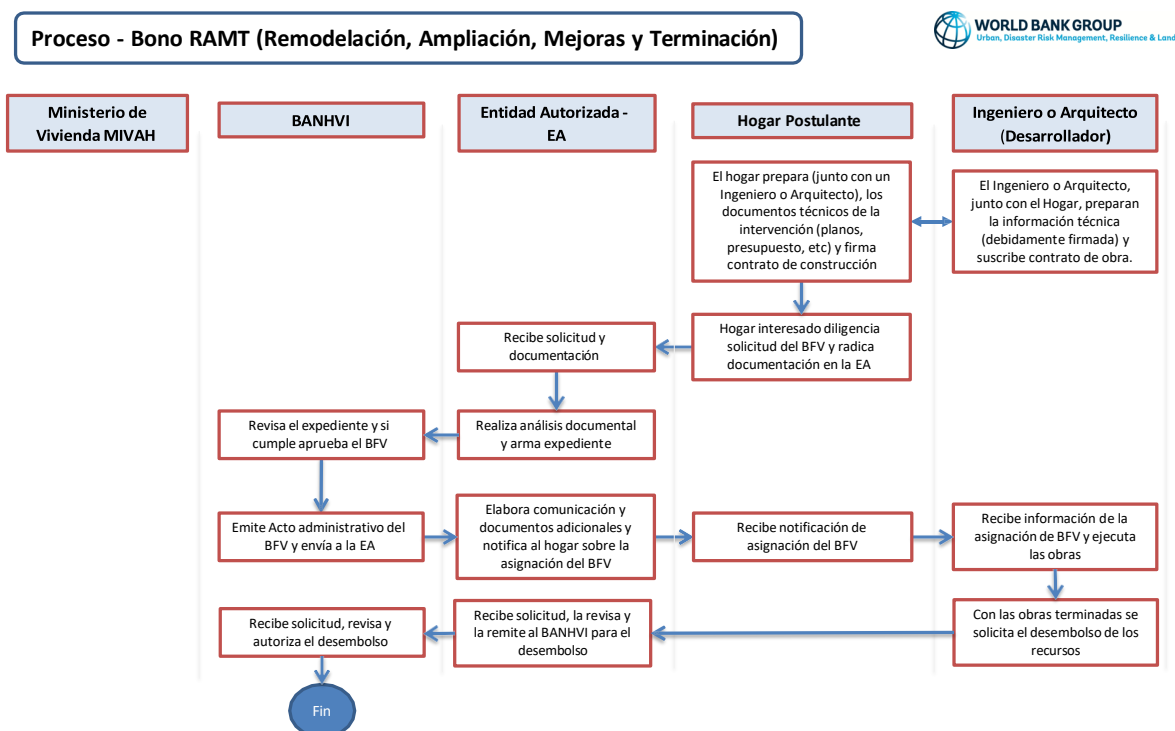 Proceso - Bono RAMT (Remodelación, Ampliación, Mejoras y Terminación)
WORLD BANK GROUP
Urban, Disaster Risk Management, Resilience & Land
Ministerio de
Vivienda MIVAH
BANHVI
Entidad Autorizada -
EA
Hogar Postulante
Ingeniero o Arquitecto
(Desarrollador)
El hogar prepara (junto con un
Ingeniero o Arquitecto), los
documentos técnicos de la
intervención (planos,
presupuesto, etc) y firma
contrato de construcción
El Ingeniero o Arquitecto,
junto con el Hogar, preparan
la información técnica
(debidamente firmada) y
suscribe contrato de obra.
Recibe solicitud y
documentación
Hogar interesado diligencia
solicitud del BFV y radica
documentación en la EA
Revisa el expediente y si
cumple aprueba el BFV
Realiza análisis documental
y arma expediente
Emite Acto administrativo del
BFV y envía a la EA
Elabora comunicación y
documentos adicionales y
notifica al hogar sobre la
asignación del BFV
Recibe notificación de
asignación del BFV
Recibe información de la
asignación de BFV y ejecuta
las obras
Recibe solicitud, revisa y
autoriza el desembolso
Recibe solicitud, la revisa y
la remite al BANHVI para el
desembolso
Con las obras terminadas se
solicita el desembolso de los
recursos
Fin